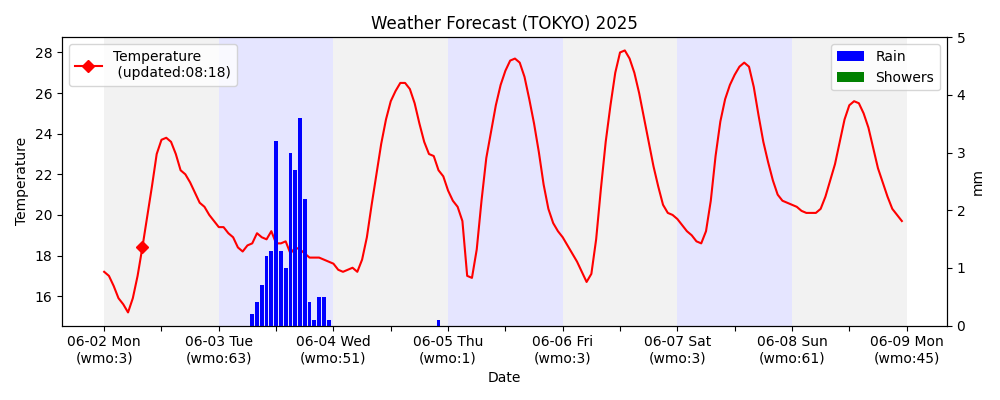 Weather Forecast (TOKYO) 2025
Temperature
(updated:08:18)
Rain
Showers
28
26
24
22
20
18
16
Temperature
5
4
3
2
1
0
mm
06-02 Mon
(wmo:3)
06-03 Tue
(wmo:63)
06-04 Wed
(wmo:51)
06-05 Thu
(wmo:1)
06-06 Fri
(wmo:3)
06-07 Sat
(wmo:3)
06-08 Sun
(wmo:61)
06-09 Mon
(wmo:45)
Date